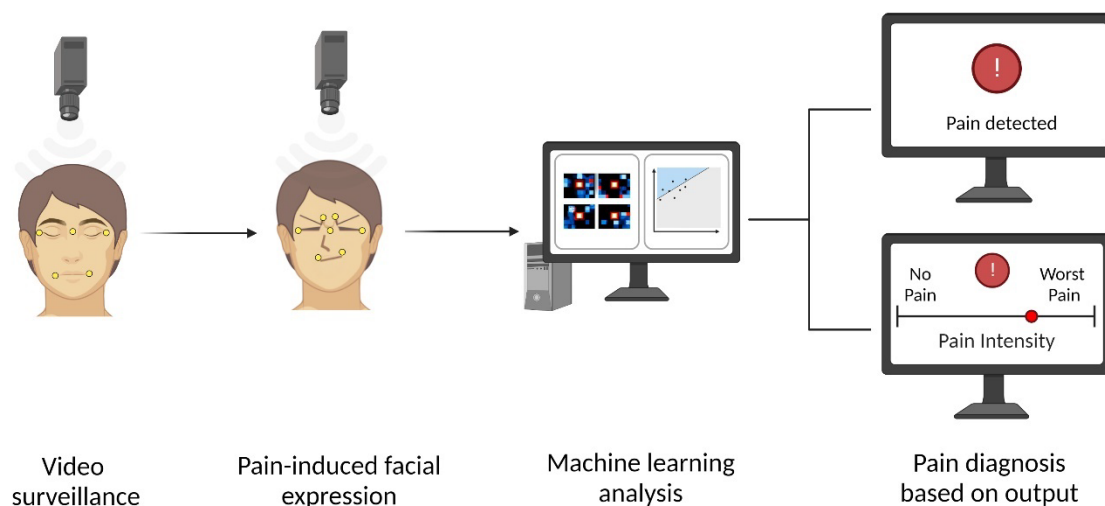 !
Pain detected
No
Pain
!
Worst
Pain
Pain Intensity
Video
surveillance
Pain-induced facial
expression
Machine learning
analysis
Pain diagnosis
based on output